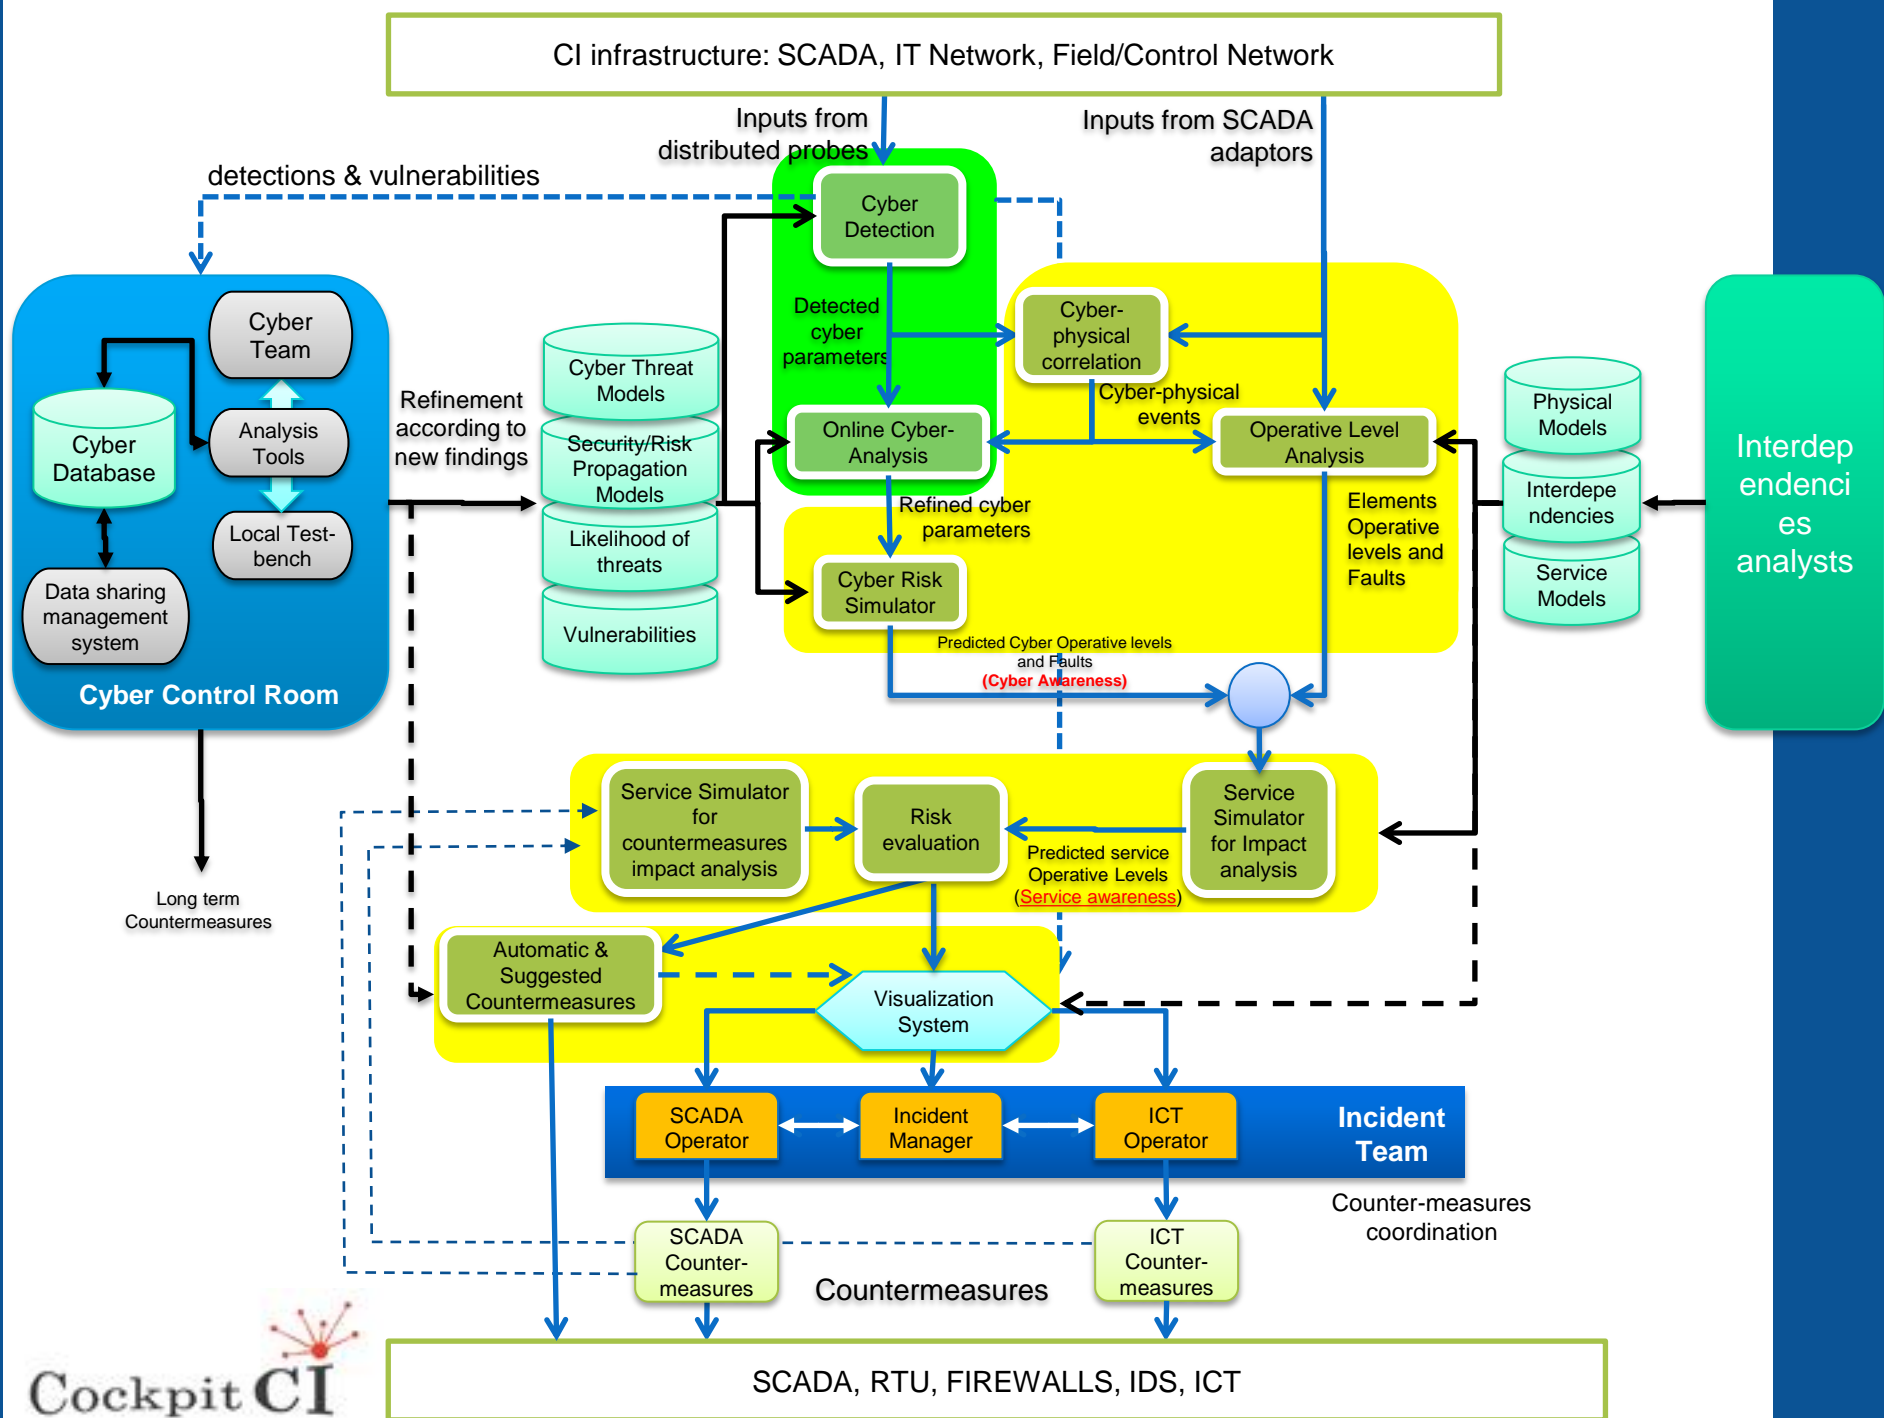 CI infrastructure: SCADA, IT Network, Field/Control Network
Inputs from
distributed probes
Inputs from SCADA
adaptors
detections & vulnerabilities
Cyber
Detection
Cyber
Team
Cyber
Database
Analysis
Tools
Local Test-
bench
Data sharing
management
system
Cyber Control Room
Refinement
according to
new findings
Cyber Threat
Models
Security/Risk
Propagation
Models
Likelihood of
threats
Vulnerabilities
Detected
cyber
parameters
Cyber-
physical
correlation
Cyber-physical
events
Online Cyber-
Analysis
Operative Level
Analysis
Refined cyber
parameters
Elements
Operative
levels and
Faults
Cyber Risk
Simulator
Physical
Models
Interdepe
ndencies
Service
Models
Interdep
endenci
es
analysts
Predicted Cyber Operative levels
and Faults
(Cyber Awareness)
Long term
Countermeasures
Service Simulator
for
countermeasures
impact analysis
Risk
evaluation
Predicted service
Operative Levels
(Service awareness)
Service
Simulator
for Impact
analysis
Automatic &
Suggested
Countermeasures
Visualization
System
SCADA
Operator
Incident
Manager
ICT
Operator
Incident
Team
Counter-measures
coordination
SCADA
Counter-
measures
Countermeasures
ICT
Counter-
measures
SCADA, RTU, FIREWALLS, IDS, ICT
Cockpit CI